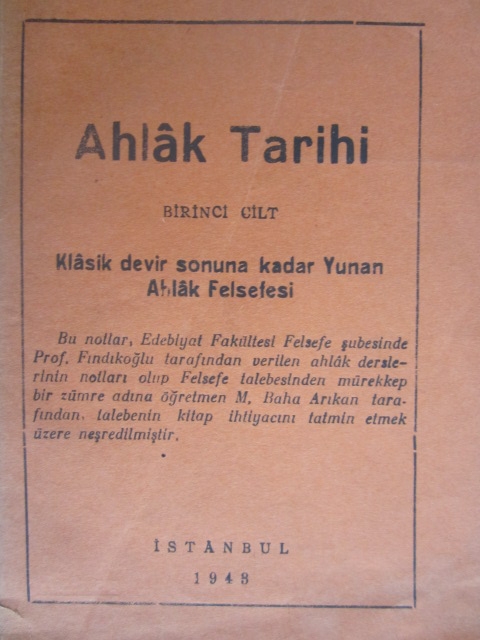 Ahlâk Tarihi
BİRİNCİ CİLT
Klâsik devir sonuna kadar Yunan
Ahlâk Felsefesi
Bu notlar, Edebiyat Fakültesi Felsefe şubesinde
Prof. Fındıkoğlu tarafından verilen ahlâk dersle-
rinin notları olup Felsefe talebesinden mürekkep
bir zümre adına öğretmen M. Baha Arıkan tara-
fından, talebenin kitap ihtiyacını tatmin etmek
üzere neşredilmiştir.
İSTANBUL
1943